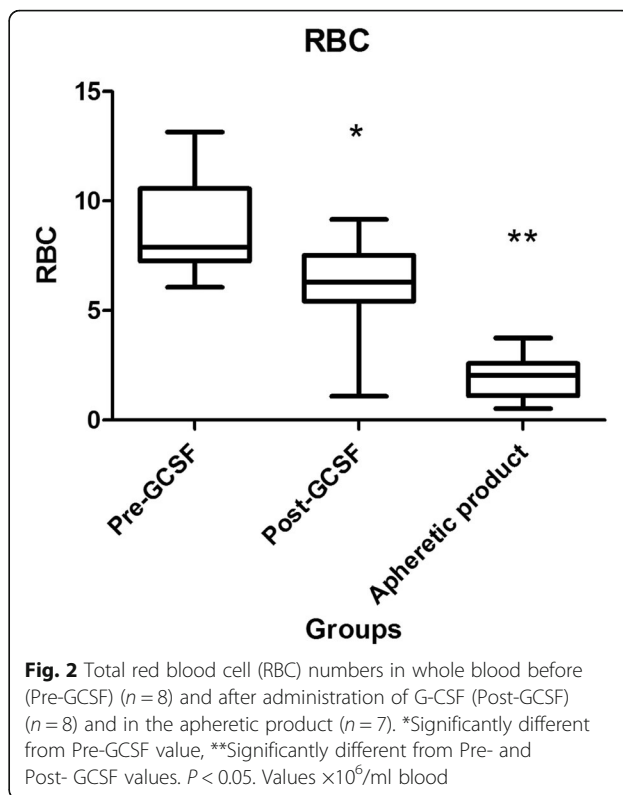 RBC
15
10
5
0
RBC
*
**
Pre-GCSF
Post-GCSF
Apheretic product
Groups
Fig. 2 Total red blood cell (RBC) numbers in whole blood before
(Pre-GCSF) (n = 8) and after administration of G-CSF (Post-GCSF)
(n = 8) and in the apheretic product (n = 7). *Significantly different
from Pre-GCSF value, **Significantly different from Pre- and
Post- GCSF values. P < 0.05. Values ×10⁶/ml blood